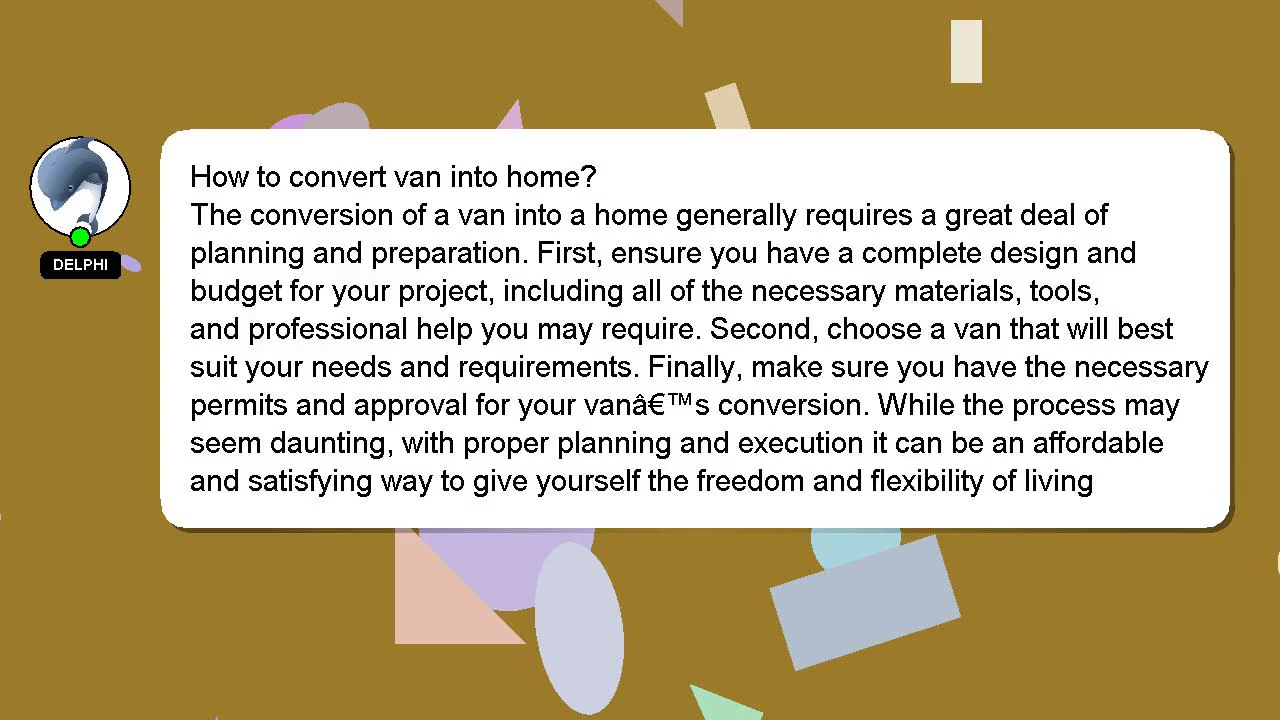 How to convert van into home?
The conversion of a van into a home generally requires a great deal of
planning and preparation. First, ensure you have a complete design and
budget for your project, including all of the necessary materials, tools,
and professional help you may require. Second, choose a van that will best
suit your needs and requirements. Finally, make sure you have the necessary
permits and approval for your vanâ€™s conversion. While the process may
seem daunting, with proper planning and execution it can be an affordable
and satisfying way to give yourself the freedom and flexibility of living
DELPHI